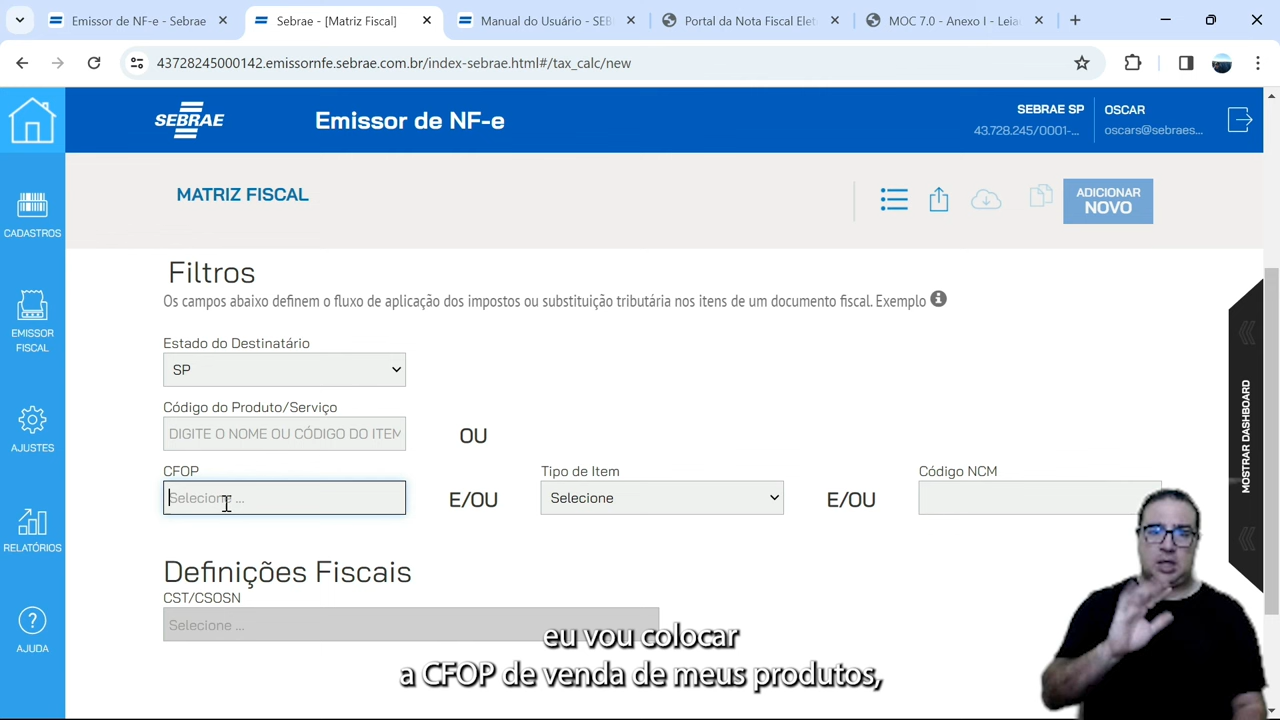 Emissor de NF-e - Sebrae
Sebrae - [Matriz Fiscal]
Manual do Usuário - SEB
Portal da Nota Fiscal Elet
MOC 7.0 - Anexo I - Leia
43728245000142.emissornfe.sebrae.com.br/index-sebrae.html#/tax_calc/new
SEBRAE
Emissor de NF-e
SEBRAE SP
43.728.245/0001-...
OSCAR
oscars@sebraes...
MATRIZ FISCAL
ADICIONAR
NOVO
CADASTROS
EMISSOR
FISCAL
AJUSTES
RELATÓRIOS
AJUDA
Filtros
Os campos abaixo definem o fluxo de aplicação dos impostos ou substituição tributária nos itens de um documento fiscal. Exemplo
Estado do Destinatário
SP
Código do Produto/Serviço
DIGITE O NOME OU CÓDIGO DO ITEM
OU
CFOP
Selecione ...
E/OU
Tipo de Item
Selecione
E/OU
Código NCM
MOSTRAR DASHBOARD
Definições Fiscais
CST/CSOSN
Selecione ...
eu vou colocar
a CFOP de venda de meus produtos,